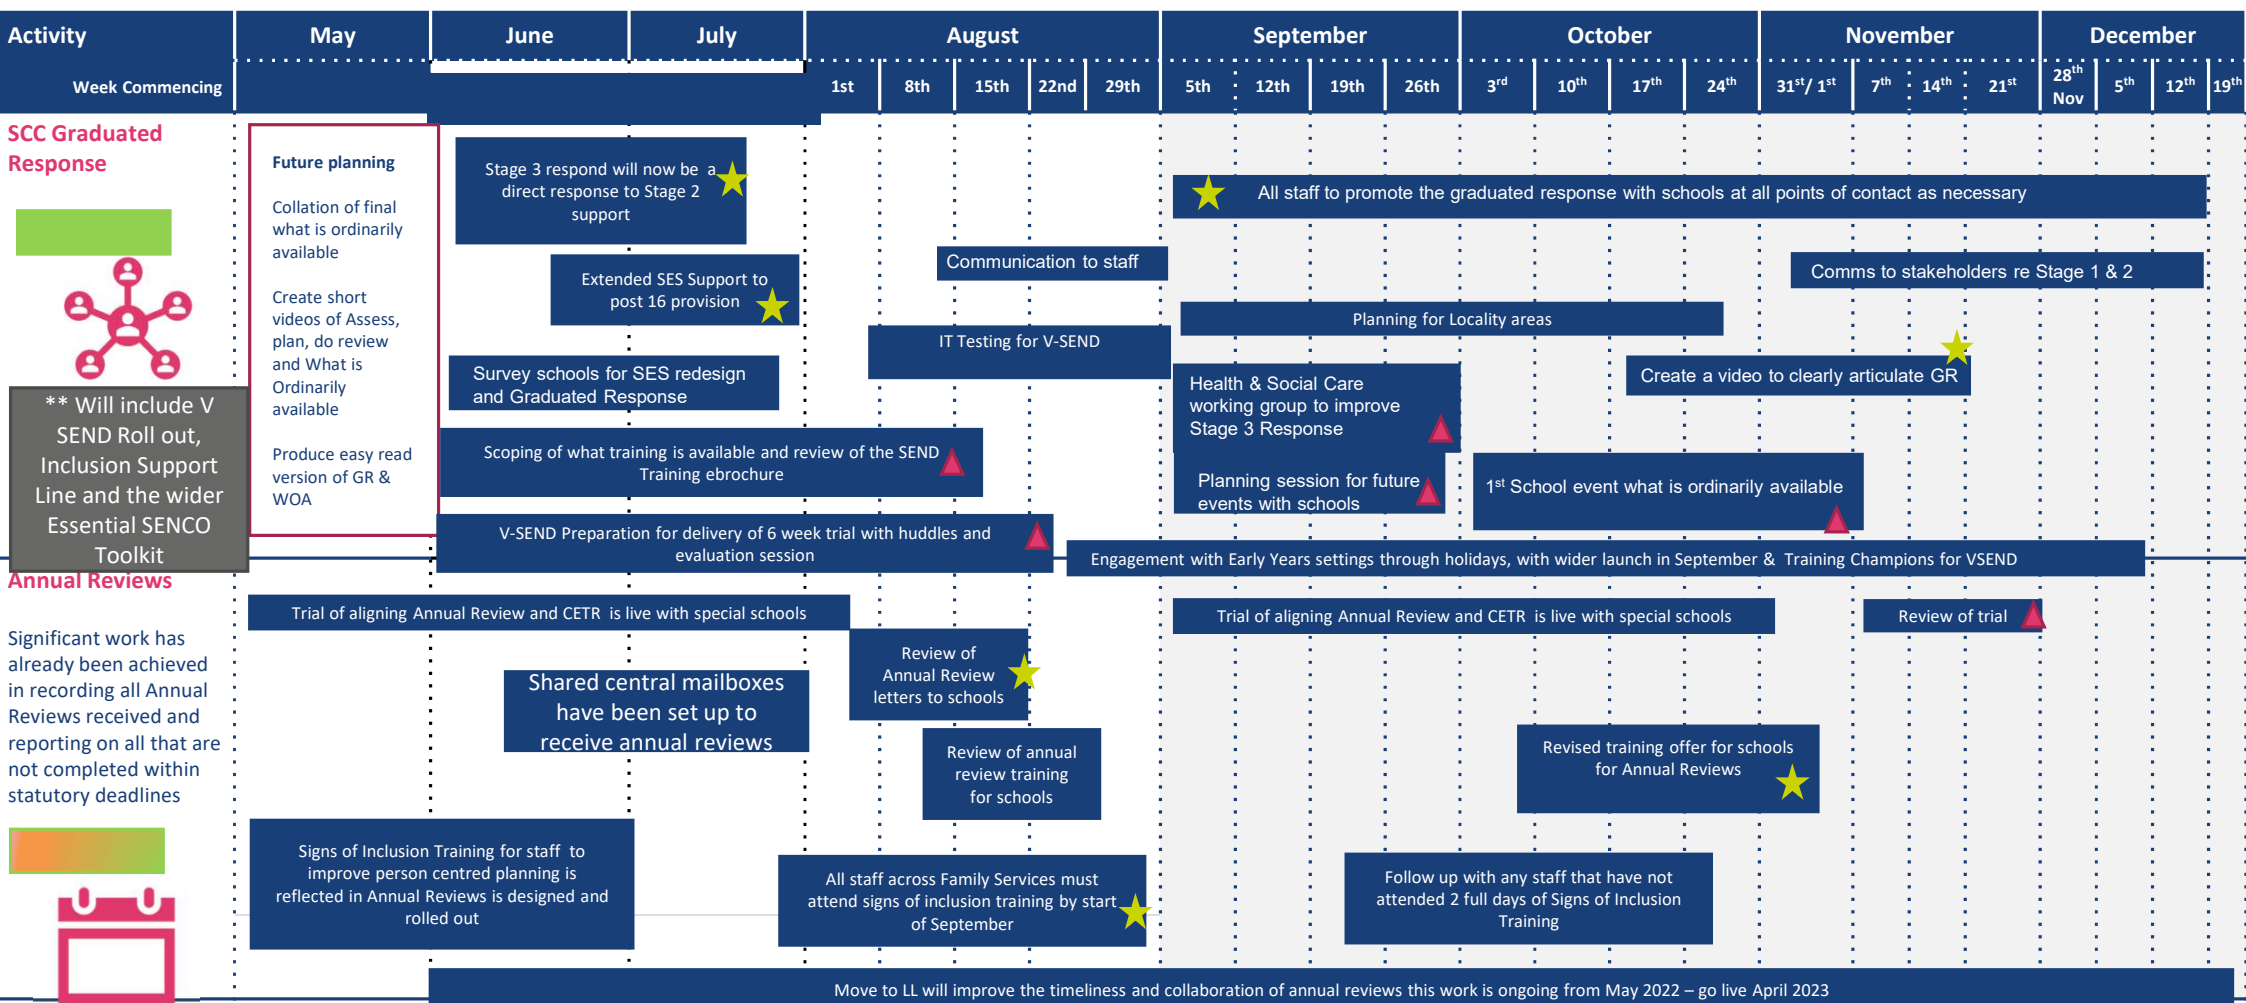 Activity
May
June
July
August
September
October
November
December
Week Commencing
1st
8th
15th
22nd
29th
5th
12th
19th
26th
3rd
10th
17th
24th
31st/ 1st
7th
14th
21st
28th
Nov
5th
12th
19th
SCC Graduated
Response
** Will include V
SEND Roll out,
Inclusion Support
Line and the wider
Essential SENCO
Toolkit
Future planning
Collation of final
what is ordinarily
available
Create short
videos of Assess,
plan, do review
and What is
Ordinarily
available
Produce easy read
version of GR &
WOA
Stage 3 respond will now be a
direct response to Stage 2
support
Extended SES Support to
post 16 provision
Survey schools for SES redesign
and Graduated Response
Scoping of what training is available and review of the SEND
Training ebrochure
V-SEND Preparation for delivery of 6 week trial with huddles and
evaluation session
Communication to staff
IT Testing for V-SEND
All staff to promote the graduated response with schools at all points of contact as necessary
Comms to stakeholders re Stage 1 & 2
Planning for Locality areas
Create a video to clearly articulate GR
Health & Social Care
working group to improve
Stage 3 Response
Planning session for future
events with schools
1st School event what is ordinarily available
Engagement with Early Years settings through holidays, with wider launch in September & Training Champions for VSEND
Annual Reviews
Significant work has
already been achieved
in recording all Annual
Reviews received and
reporting on all that are
not completed within
statutory deadlines
Trial of aligning Annual Review and CETR is live with special schools
Trial of aligning Annual Review and CETR is live with special schools
Review of trial
Review of
Annual Review
letters to schools
Shared central mailboxes
have been set up to
receive annual reviews
Review of annual
review training
for schools
Revised training offer for schools
for Annual Reviews
Signs of Inclusion Training for staff to
improve person centred planning is
reflected in Annual Reviews is designed and
rolled out
All staff across Family Services must
attend signs of inclusion training by start
of September
Follow up with any staff that have not
attended 2 full days of Signs of Inclusion
Training
Move to LL will improve the timeliness and collaboration of annual reviews this work is ongoing from May 2022 – go live April 2023